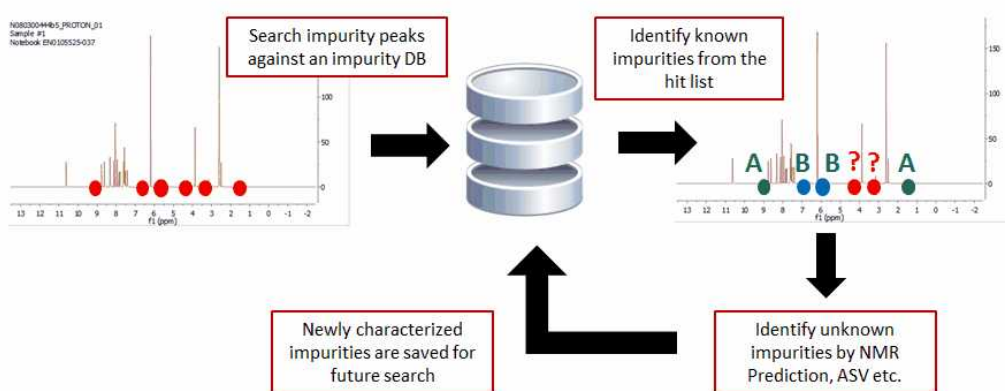 N080300444b5_PROTON_01
Sample #1
Notebook EN0105525-037
Search impurity peaks
against an impurity DB
Identify known
impurities from the
hit list
100
50
0
13 12 11 10 9 8 7 6 5 4 3 2 1 0 -1 -2
f1 (ppm)
150
100
50
0
A B B ? ? A
13 12 11 10 9 8 7 6 5 4 3 2 1 0 -1 -2
f1 (ppm)
Newly characterized
impurities are saved for
future search
Identify unknown
impurities by NMR
Prediction, ASV etc.